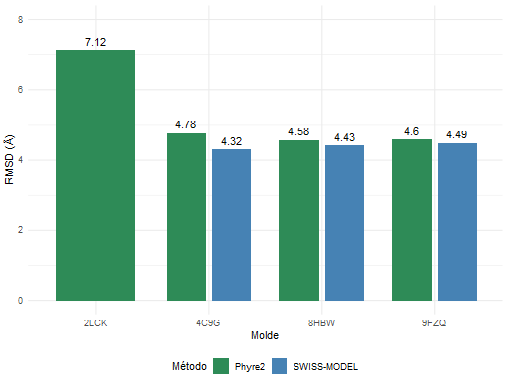 8
7.12
6
4.78
4.58
4.6
4.32
4.43
4.49
RMSD (Å)
4
2
0
2LCK
4C9G
8HBW
9FZQ
Molde
Método
Phyre2
SWISS-MODEL